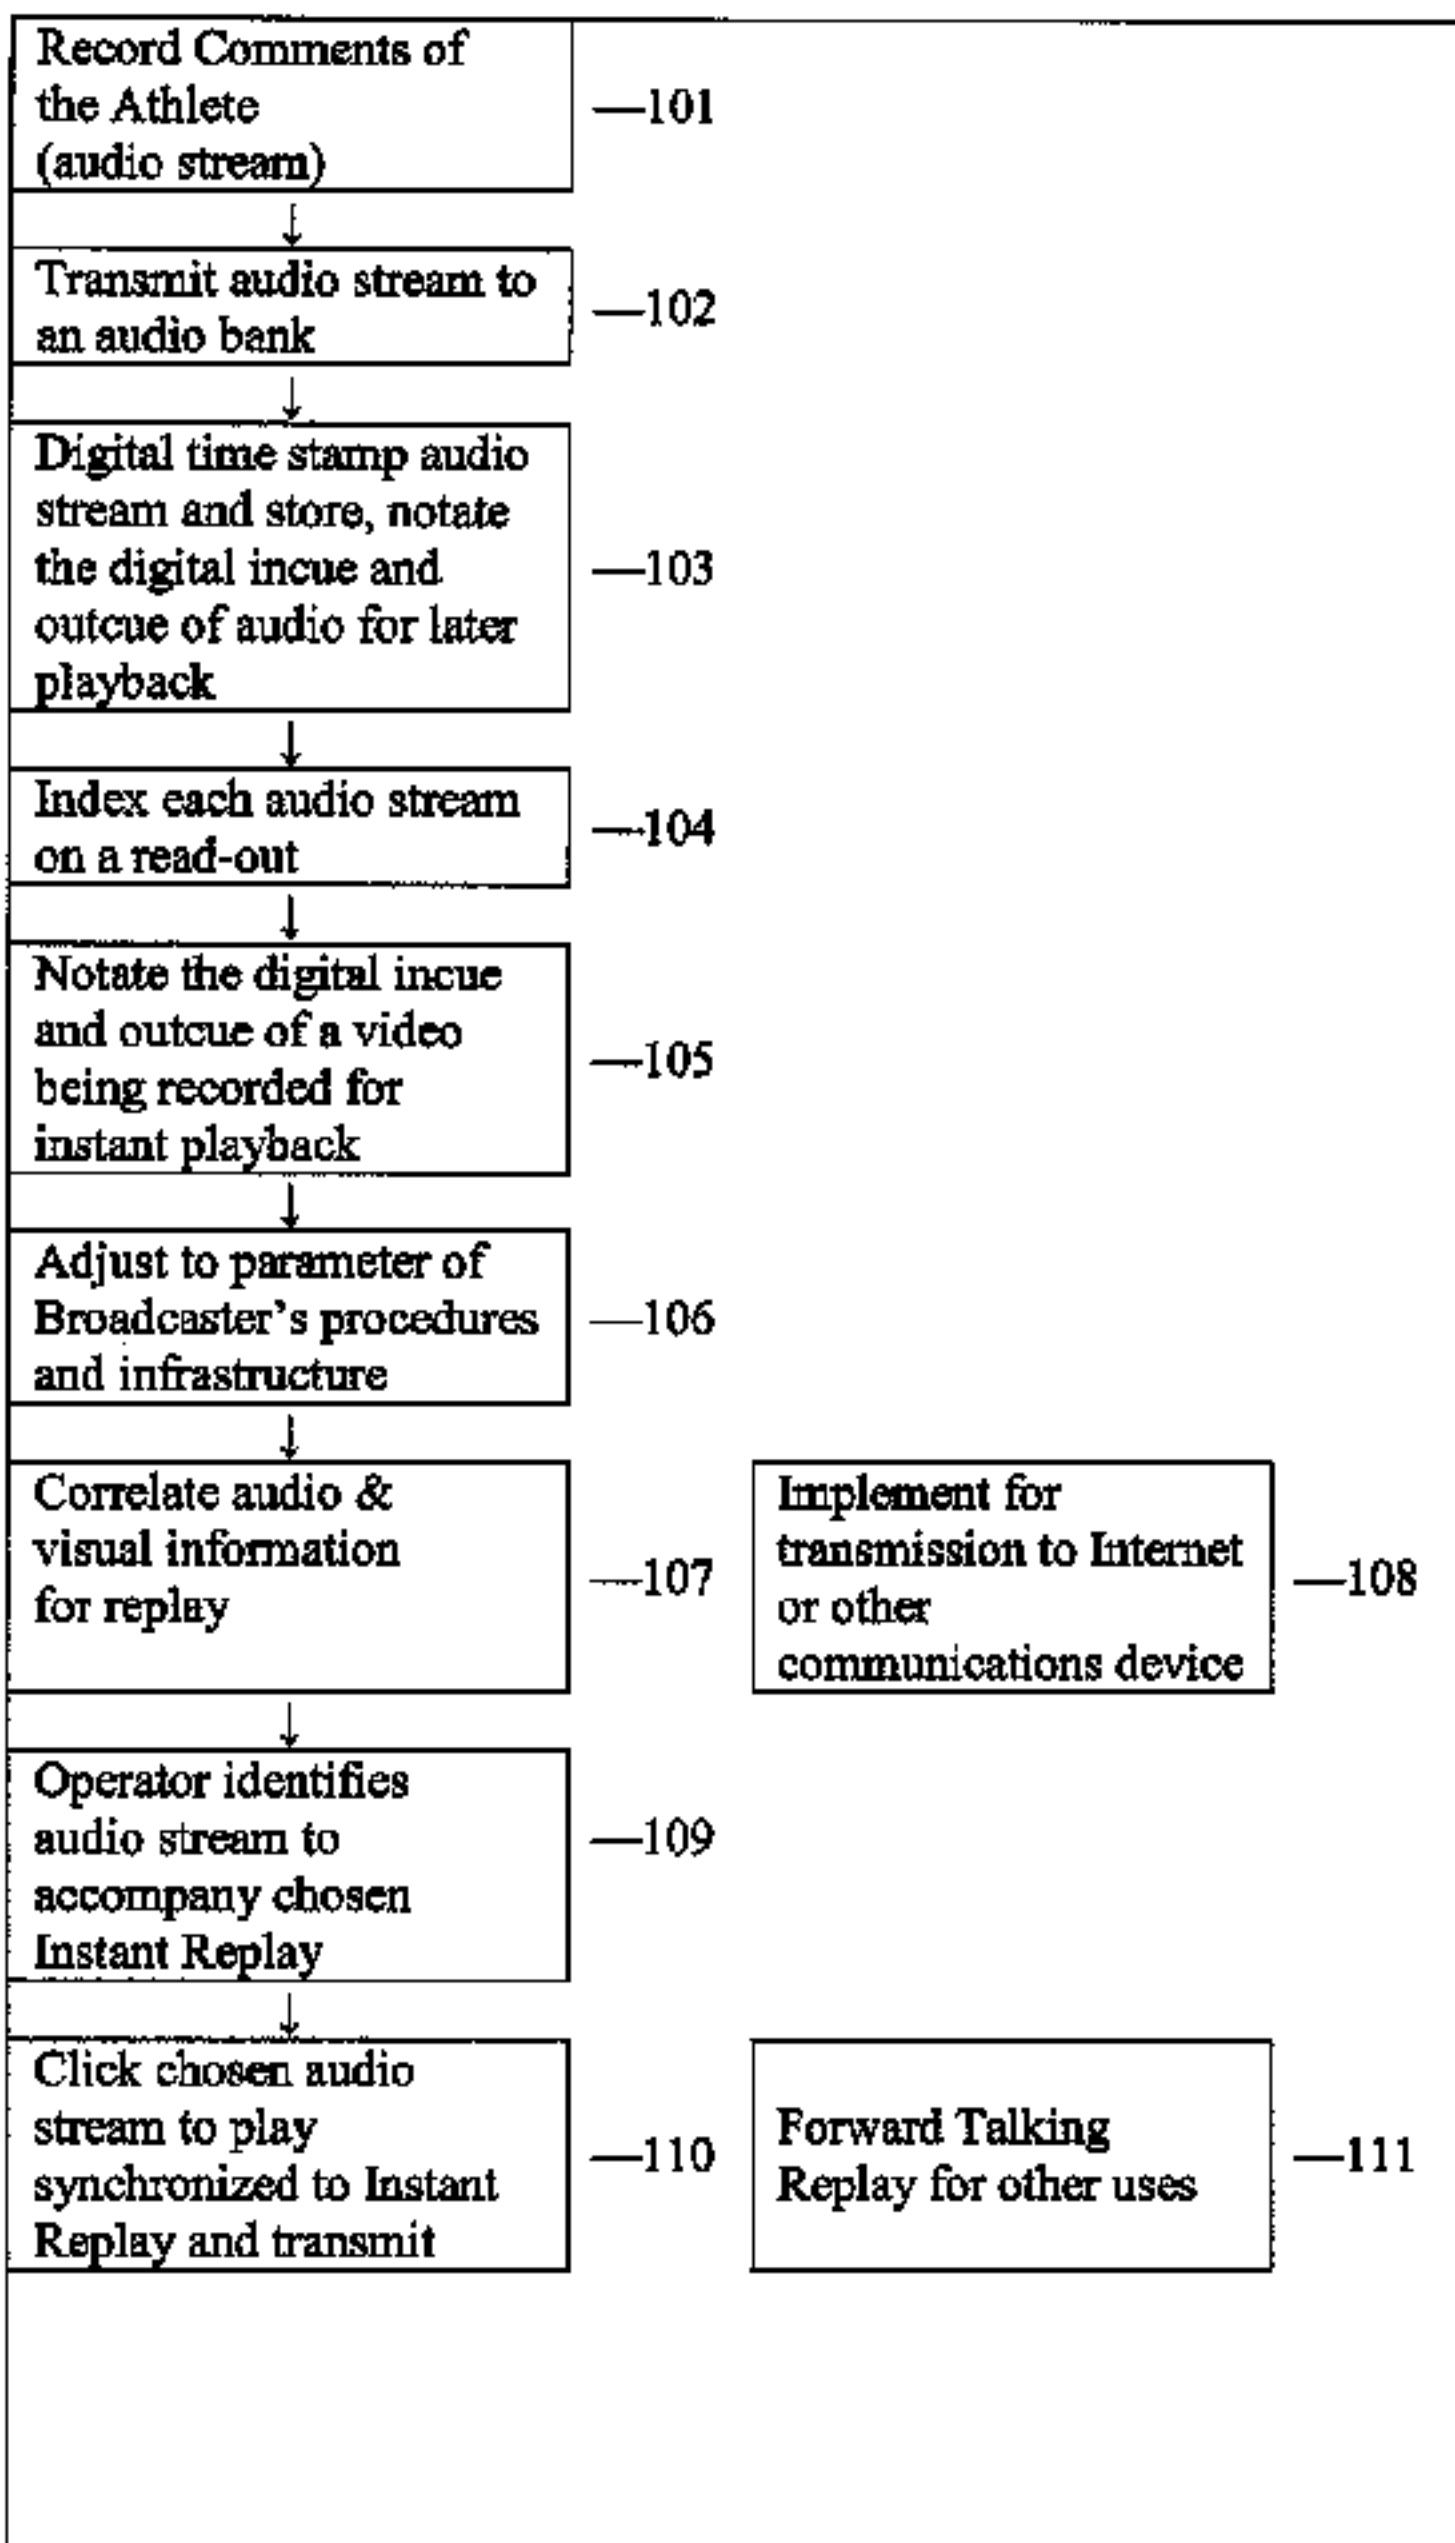 Record Comments of
the Athlete
(audio stream)
—101
Transmit audio stream to
an audio bank
—102
Digital time stamp audio
stream and store, notate
the digital incue and
outcue of audio for later
playback
—103
Index each audio stream
on a read-out
—104
Notate the digital incue
and outcue of a video
being recorded for
instant playback
—105
Adjust to parameter of
Broadcaster's procedures
and infrastructure
—106
Correlate audio &
visual information
for replay
—107
Implement for
transmission to Internet
or other
communications device
—108
Operator identifies
audio stream to
accompany chosen
Instant Replay
—109
Click chosen audio
stream to play
synchronized to Instant
Replay and transmit
—110
Forward Talking
Replay for other uses
—111